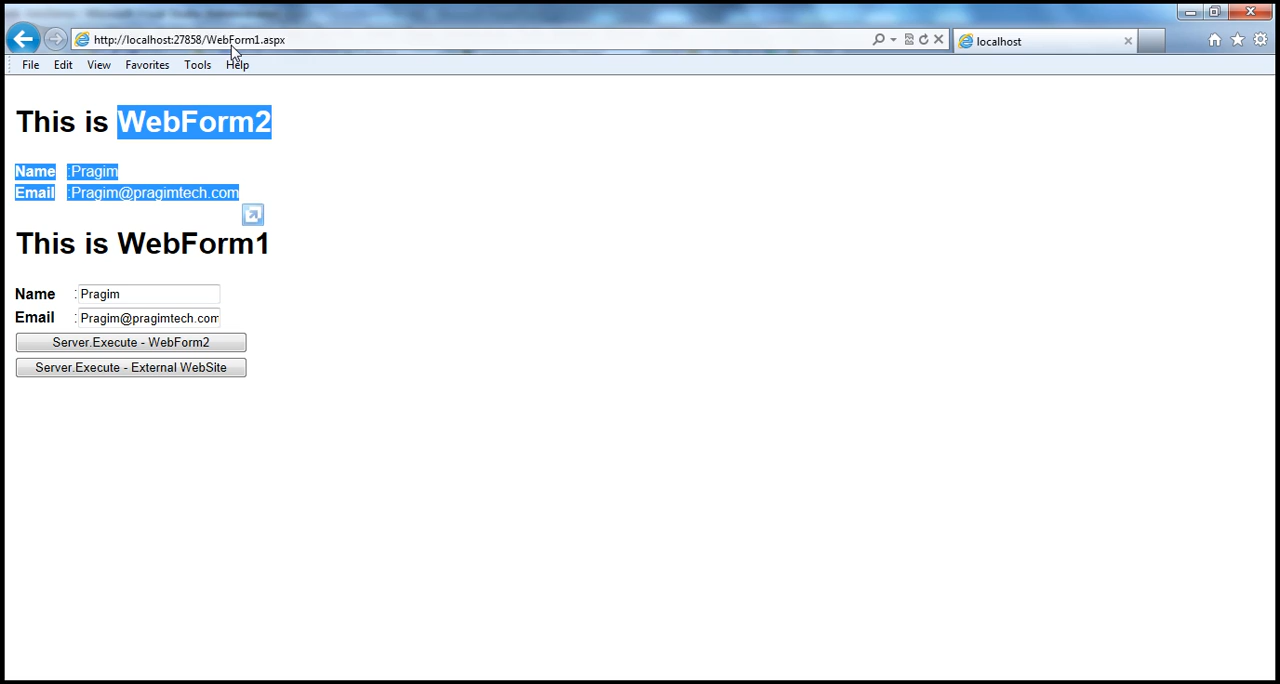 http://localhost:27858/WebForm1.aspx
localhost
File Edit View Favorites Tools Help
This is WebForm2
Name :Pragim
Email :Pragim@pragimtech.com
This is WebForm1
Name : Pragim
Email : Pragim@pragimtech.com
Server.Execute - WebForm2
Server.Execute - External WebSite